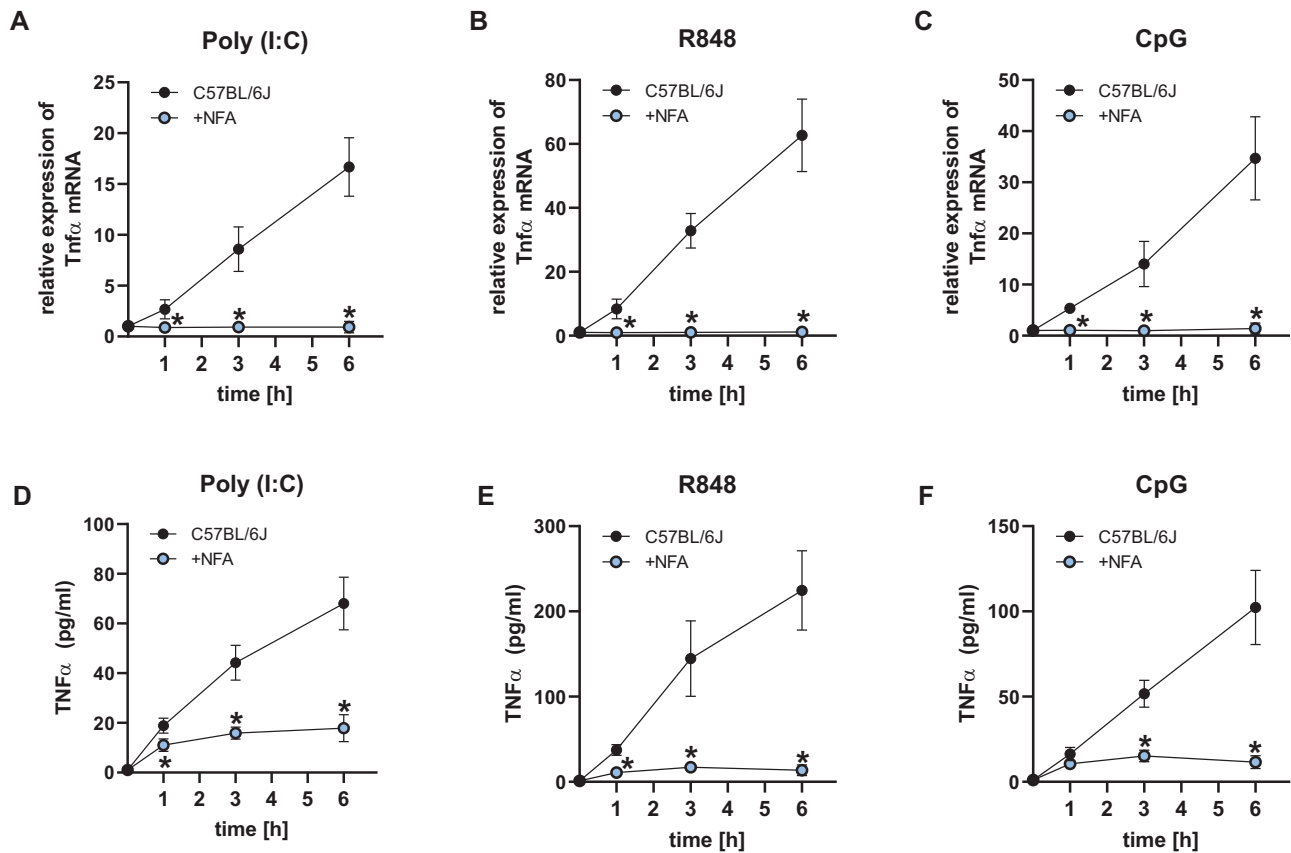 A
Poly (I:C)
C57BL/6J
+NFA
relative expression of
Tnfα mRNA
25
20
15
10
5
0
*
*
*
1 2 3 4 5 6
time [h]
B
R848
C57BL/6J
+NFA
relative expression of
Tnfα mRNA
80
60
40
20
0
*
*
*
1 2 3 4 5 6
time [h]
C
CpG
C57BL/6J
+NFA
relative expression of
Tnfα mRNA
50
40
30
20
10
0
*
*
*
1 2 3 4 5 6
time [h]
D
Poly (I:C)
C57BL/6J
+NFA
TNFα (pg/ml)
100
80
60
40
20
0
*
*
*
1 2 3 4 5 6
time [h]
E
R848
C57BL/6J
+NFA
TNFα (pg/ml)
300
200
100
0
*
*
*
1 2 3 4 5 6
time [h]
F
CpG
C57BL/6J
+NFA
TNFα (pg/ml)
150
100
50
0
*
*
1 2 3 4 5 6
time [h]